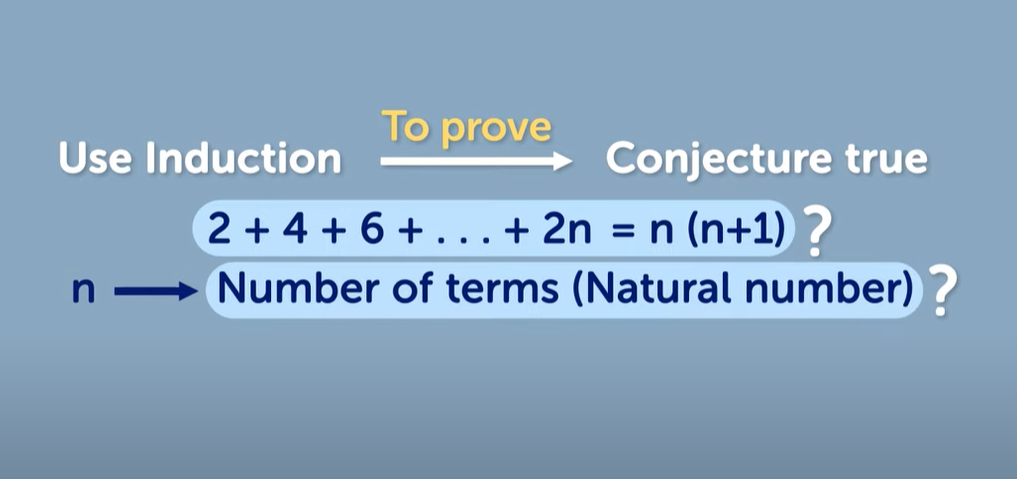 To prove
Use Induction Conjecture true
2 + 4 + 6 + . . . + 2n = n (n+1) ?
n Number of terms (Natural number) ?